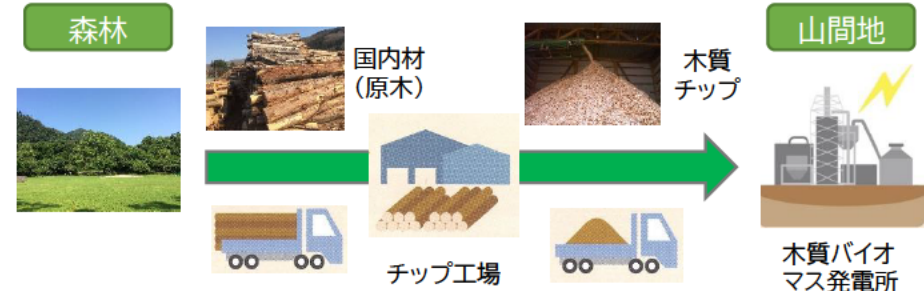 森林
国内材
(原木)
チップ工場
木質
チップ
山間地
木質バイオ
マス発電所